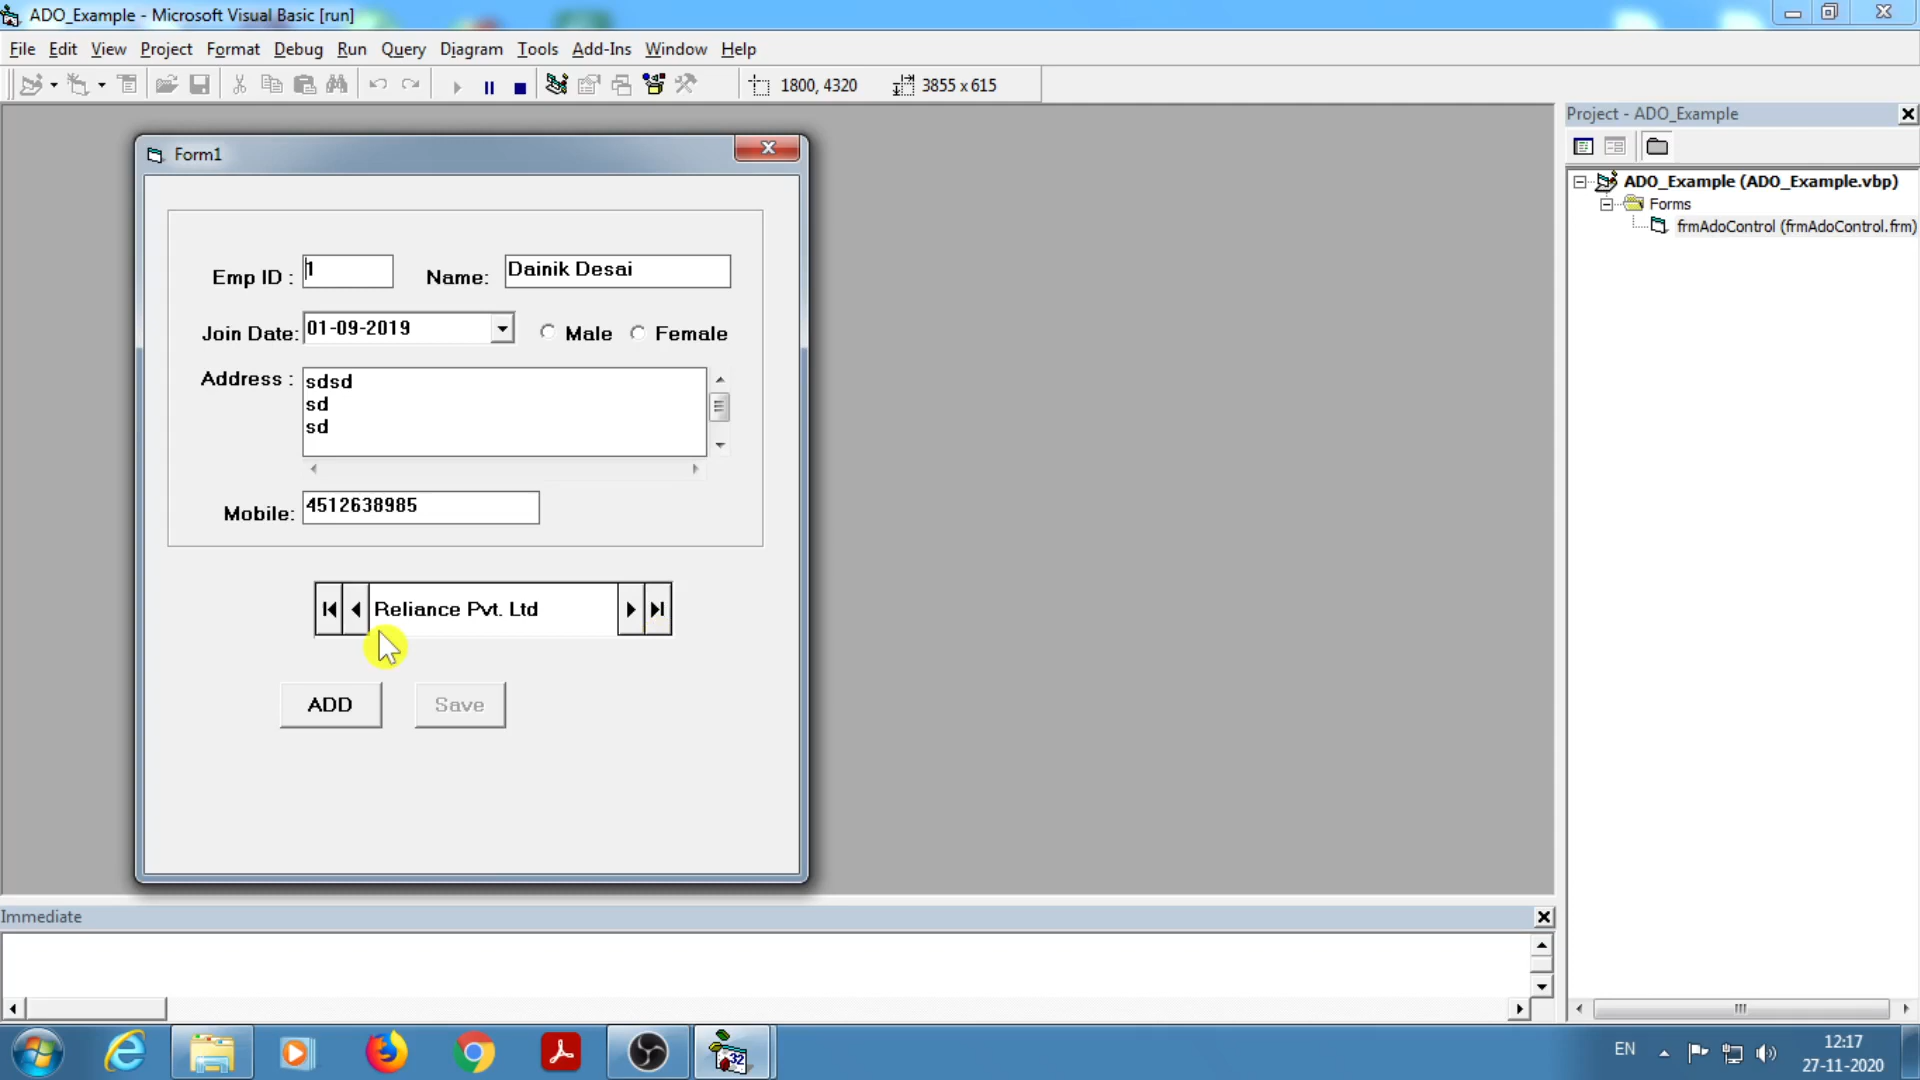 ADO_Example - Microsoft Visual Basic [run]
File Edit View Project Format Debug Run Query Diagram Tools Add-Ins Window Help
1800, 4320 3855 x 615
Project - ADO_Example
Form1
ADO_Example (ADO_Example.vbp)
Forms
frmAdoControl (frmAdoControl.frm)
Emp ID : 1 Name: Dainik Desai
Join Date: 01-09-2019 Male Female
Address : sdsd
sd
sd
Mobile: 4512638985
Reliance Pvt. Ltd
ADD Save
Immediate
32
EN
12:17
27-11-2020